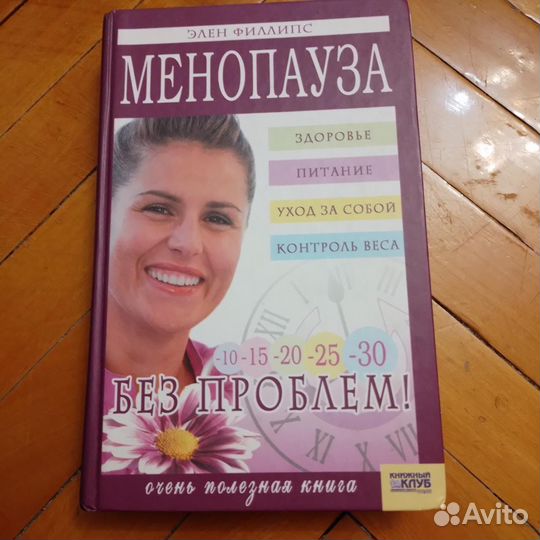 ЭЛЕН ФИЛЛИПС
МЕНОПАУЗА
ЗДОРОВЬЕ
ПИТАНИЕ
УХОД ЗА СОБОЙ
КОНТРОЛЬ ВЕСА
-10 -15 -20 -25 -30
БЕЗ ПРОБЛЕМ!
очень полезная книга
КНИЖНЫЙ
КЛУБ
Avito